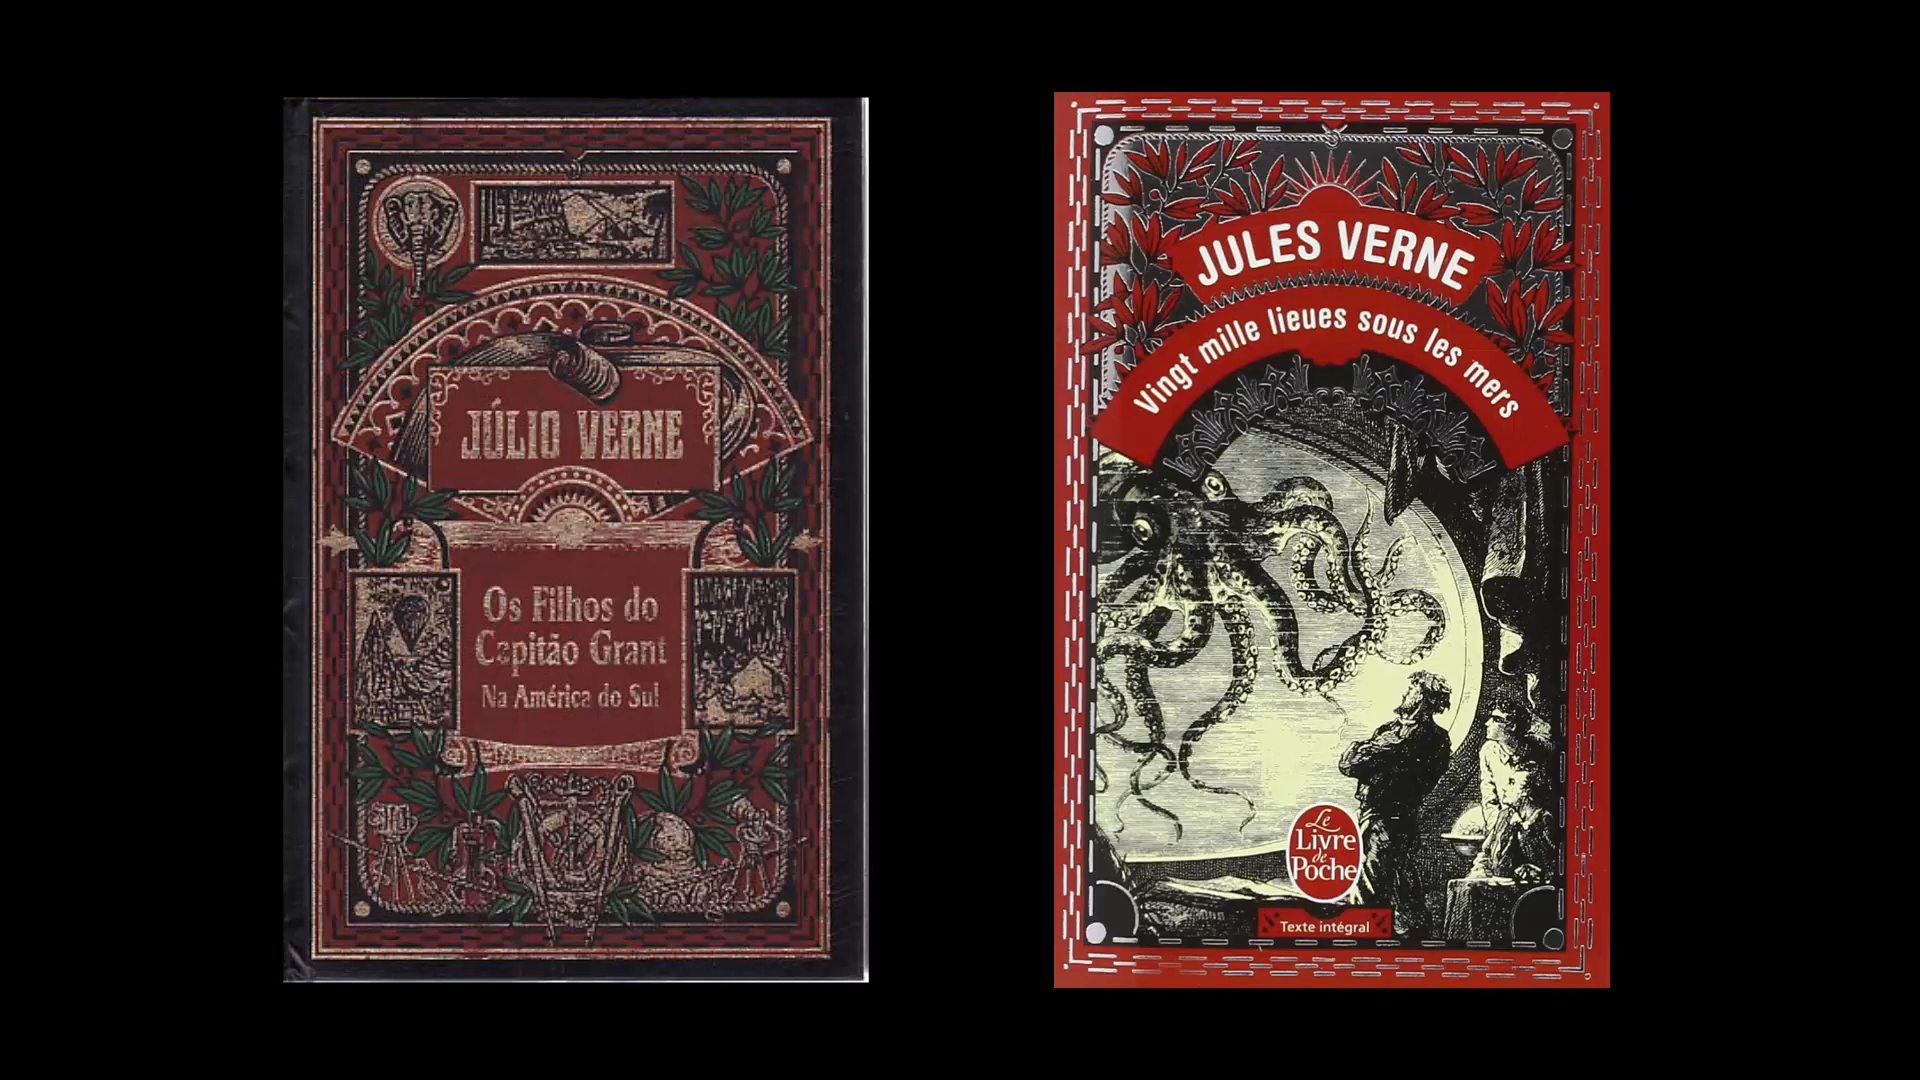 JÚLIO VERNE
Os Filhos do
Capitão Grant
Na América do Sul
JULES VERNE
Vingt mille lieues sous les mers
Le
Livre
de
Poche
Texte intégral